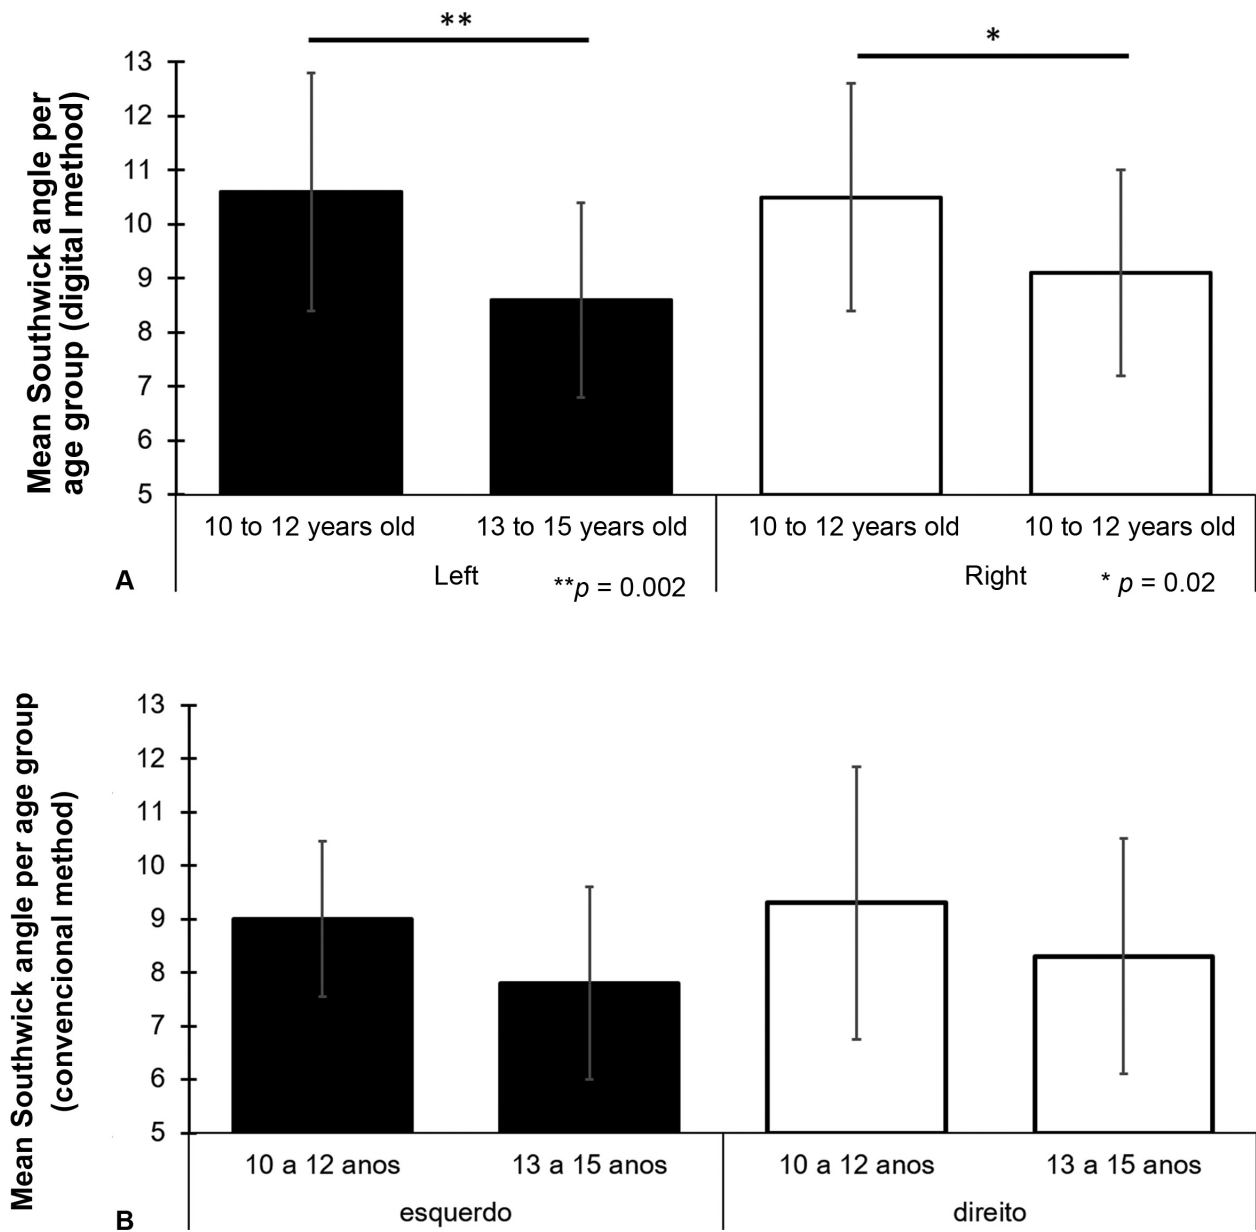 **
*
Mean Southwick angle per
age group (digital method)
13
12
11
10
9
8
7
6
5
10 to 12 years old
13 to 15 years old
10 to 12 years old
10 to 12 years old
A
Left
**p = 0.002
Right
* p = 0.02
Mean Southwick angle per age group
(convencional method)
13
12
11
10
9
8
7
6
5
10 a 12 anos
13 a 15 anos
10 a 12 anos
13 a 15 anos
B
esquerdo
direito